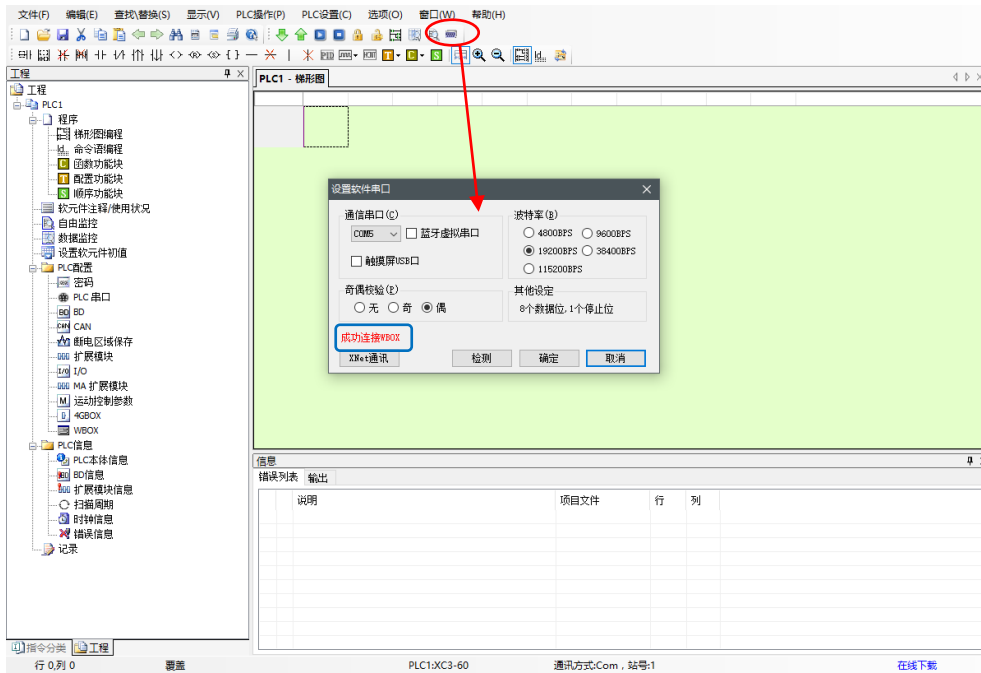 文件(F) 编辑(E) 查找\替换(S) 显示(V) PLC操作(P) PLC设置(C) 选项(O) 窗口(W) 帮助(H)
工程
PLC1 - 梯形图
工程
PLC1
程序
梯形图编程
命令语编程
函数功能块
配置功能块
顺序功能块
软元件注释/使用状况
自由监控
数据监控
设置软元件初值
PLC配置
密码
PLC 串口
BD
CAN
断电区域保存
扩展模块
I/O
MA 扩展模块
运动控制参数
4GBOX
WBOX
PLC信息
PLC本体信息
BD信息
扩展模块信息
扫描周期
时钟信息
错误信息
记录
指令分类 工程
设置软件串口
通信串口(C)
COM5 蓝牙虚拟串口
触摸屏USB口
波特率(B)
4800BPS 9600BPS
19200BPS 38400BPS
115200BPS
奇偶校验(P)
无 奇 偶
其他设定
8个数据位,1个停止位
成功连接WBOX
XNet通讯 检测 确定 取消
信息
错误列表 输出
说明 项目文件 行 列
行 0,列 0 覆盖 PLC1:XC3-60 通讯方式:Com，站号:1 在线下载